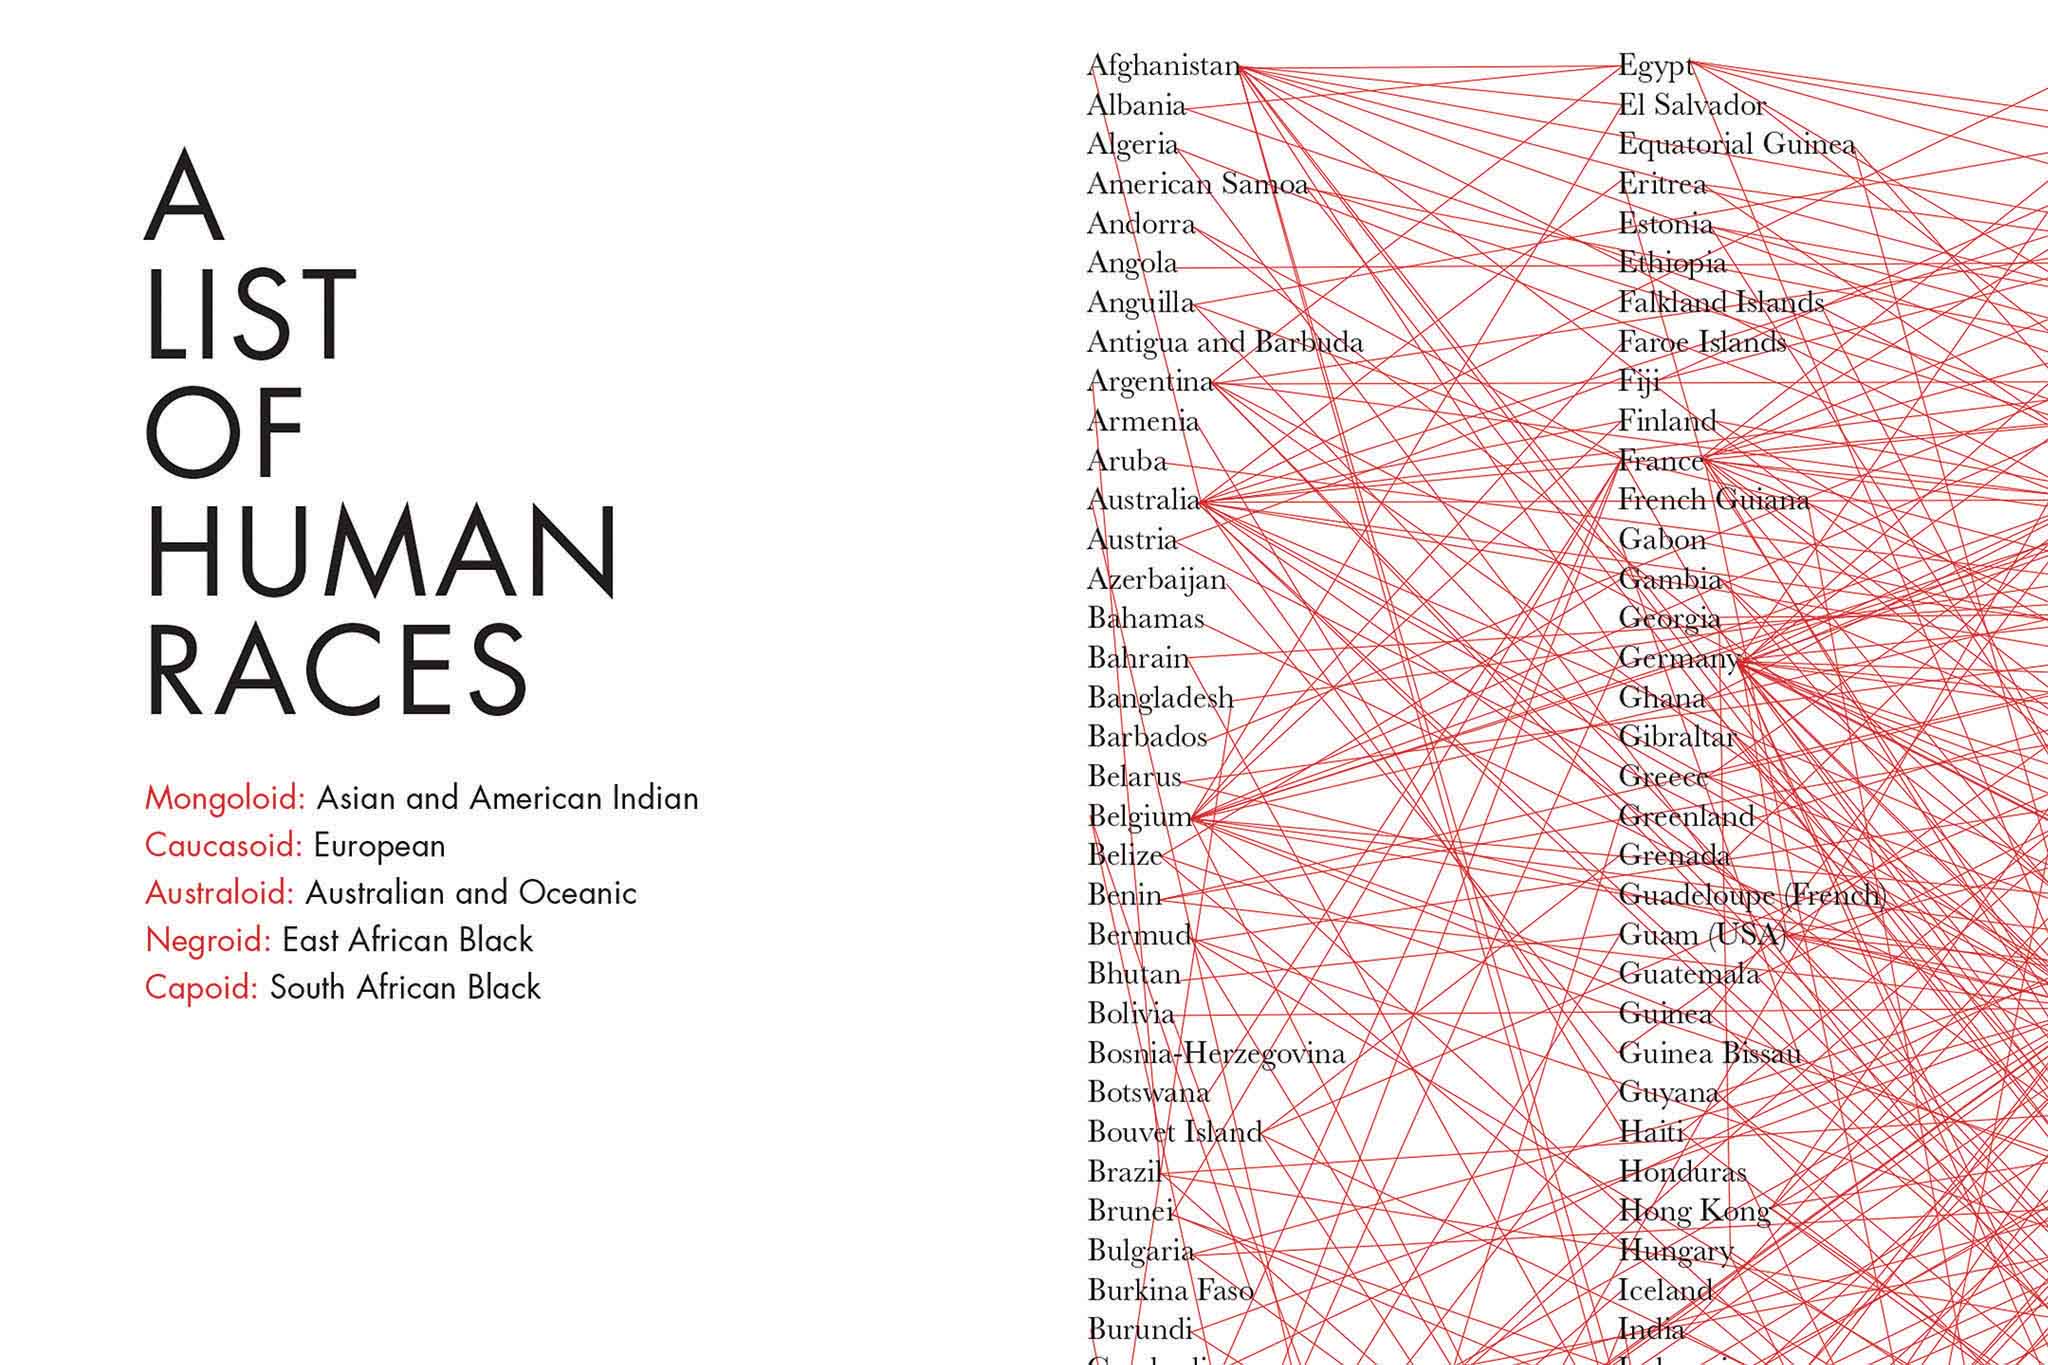 A
LIST
OF
HUMAN
RACES
Mongoloid: Asian and American Indian
Caucasoid: European
Australoid: Australian and Oceanic
Negroid: East African Black
Capoid: South African Black
Afghanistan
Albania
Algeria
American Samoa
Andorra
Angola
Anguilla
Antigua and Barbuda
Argentina
Armenia
Aruba
Australia
Austria
Azerbaijan
Bahamas
Bahrain
Bangladesh
Barbados
Belarus
Belgium
Belize
Benin
Bermud
Bhutan
Bolivia
Bosnia-Herzegovina
Botswana
Bouvet Island
Brazil
Brunei
Bulgaria
Burkina Faso
Burundi
Egypt
El Salvador
Equatorial Guinea
Eritrea
Estonia
Ethiopia
Falkland Islands
Faroe Islands
Fiji
Finland
France
French Guiana
Gabon
Gambia
Georgia
Germany
Ghana
Gibraltar
Greece
Greenland
Grenada
Guadeloupe (French)
Guam (USA)
Guatemala
Guinea
Guinea Bissau
Guyana
Haiti
Honduras
Hong Kong
Hungary
Iceland
India